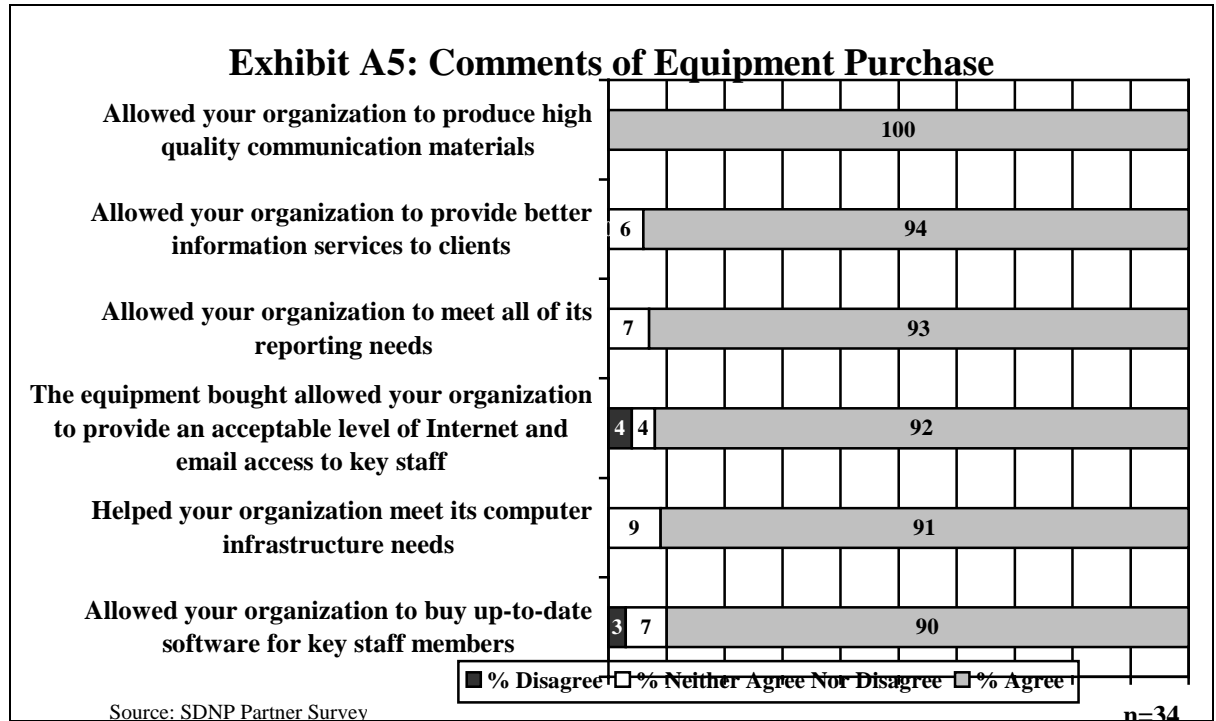 Exhibit A5: Comments of Equipment Purchase
Allowed your organization to produce high
quality communication materials
100
Allowed your organization to provide better
information services to clients
6
94
Allowed your organization to meet all of its
reporting needs
7
93
The equipment bought allowed your organization
to provide an acceptable level of Internet and
email access to key staff
4
4
92
Helped your organization meet its computer
infrastructure needs
9
91
Allowed your organization to buy up-to-date
software for key staff members
3
7
90
% Disagree % Neither Agree Nor Disagree % Agree
Source: SDNP Partner Survey
n=34